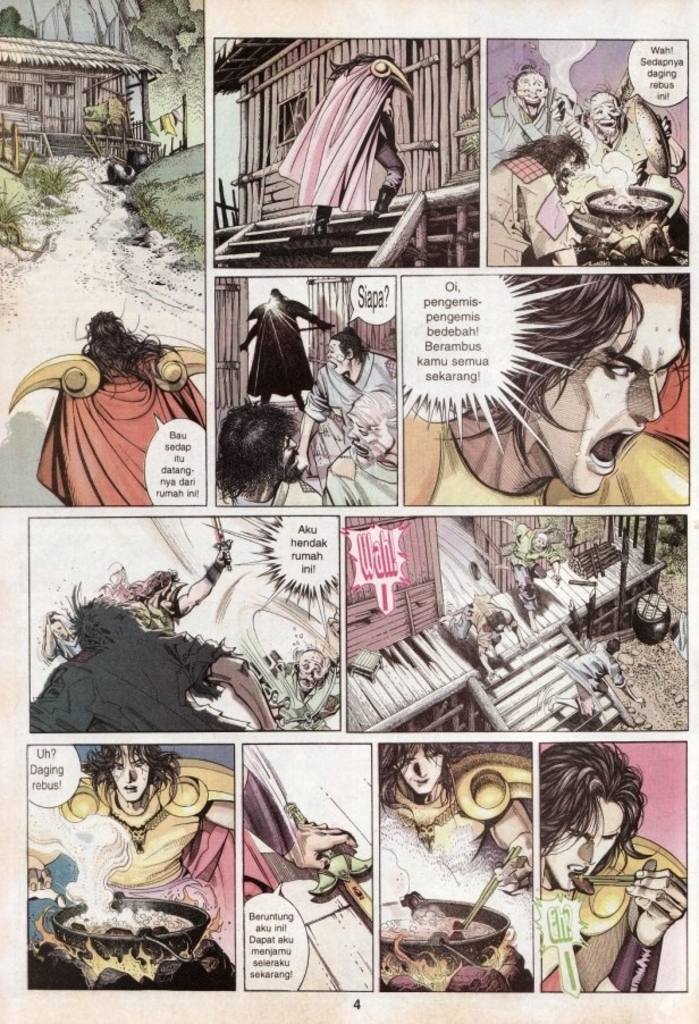 Bau
sedap
itu
datang-
nya dari
rumah ini!
Wah!
Sedapnya
daging
rebus
ini!
Siapa?
Oi,
pengemis-
pengemis
bedebah!
Berambus
kamu semua
sekarang!
Aku
hendak
rumah
ini!
Wah!
Uh?
Daging
rebus!
Beruntung
aku ini!
Dapat aku
menjamu
seleraku
sekarang!
Eh?
4